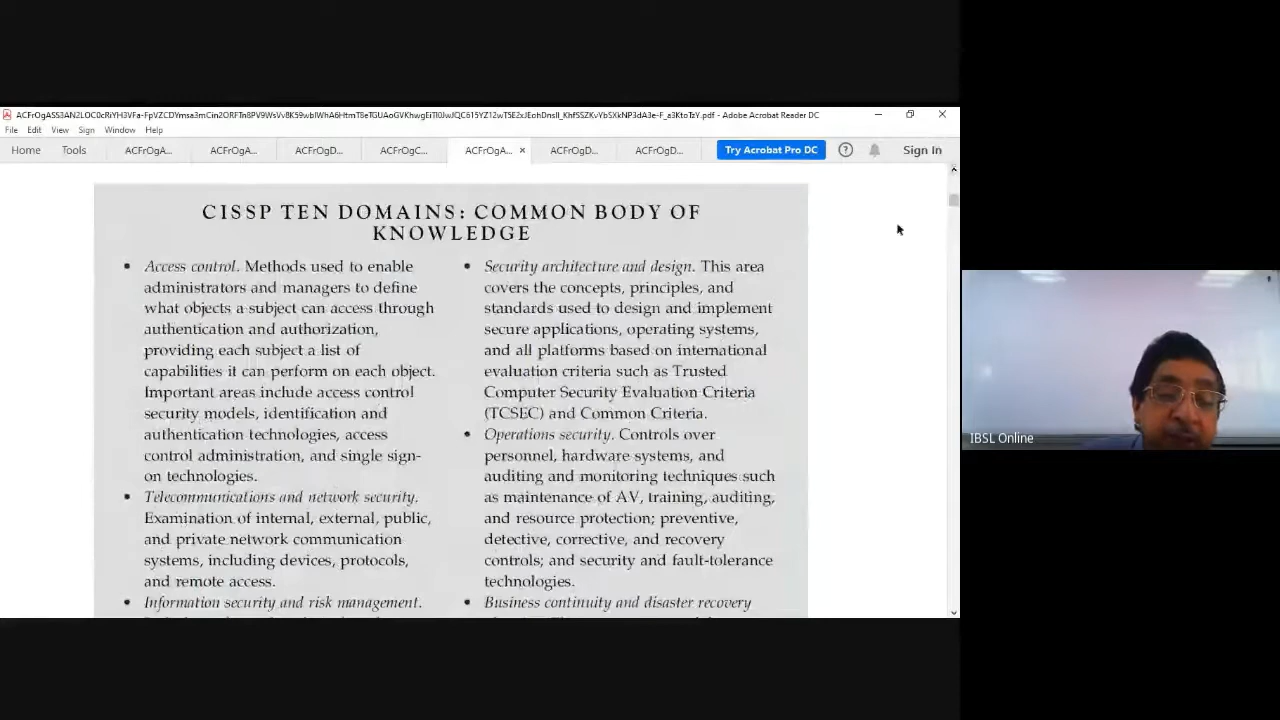 Adobe Acrobat Reader DC
File Edit View Sign Window Help
Home Tools ACFrOgA... ACFrOgA... ACFrOgD... ACFrOgC... ACFrOgA... × ACFrOgD... ACFrOgD... Try Acrobat Pro DC Sign In
CISSP TEN DOMAINS: COMMON BODY OF
KNOWLEDGE
• Access control. Methods used to enable
administrators and managers to define
what objects a subject can access through
authentication and authorization,
providing each subject a list of
capabilities it can perform on each object.
Important areas include access control
security models, identification and
authentication technologies, access
control administration, and single sign-
on technologies.
• Telecommunications and network security.
Examination of internal, external, public,
and private network communication
systems, including devices, protocols,
and remote access.
• Information security and risk management.
• Security architecture and design. This area
covers the concepts, principles, and
standards used to design and implement
secure applications, operating systems,
and all platforms based on international
evaluation criteria such as Trusted
Computer Security Evaluation Criteria
(TCSEC) and Common Criteria.
• Operations security. Controls over
personnel, hardware systems, and
auditing and monitoring techniques such
as maintenance of AV, training, auditing,
and resource protection; preventive,
detective, corrective, and recovery
controls; and security and fault-tolerance
technologies.
• Business continuity and disaster recovery
IBSL Online